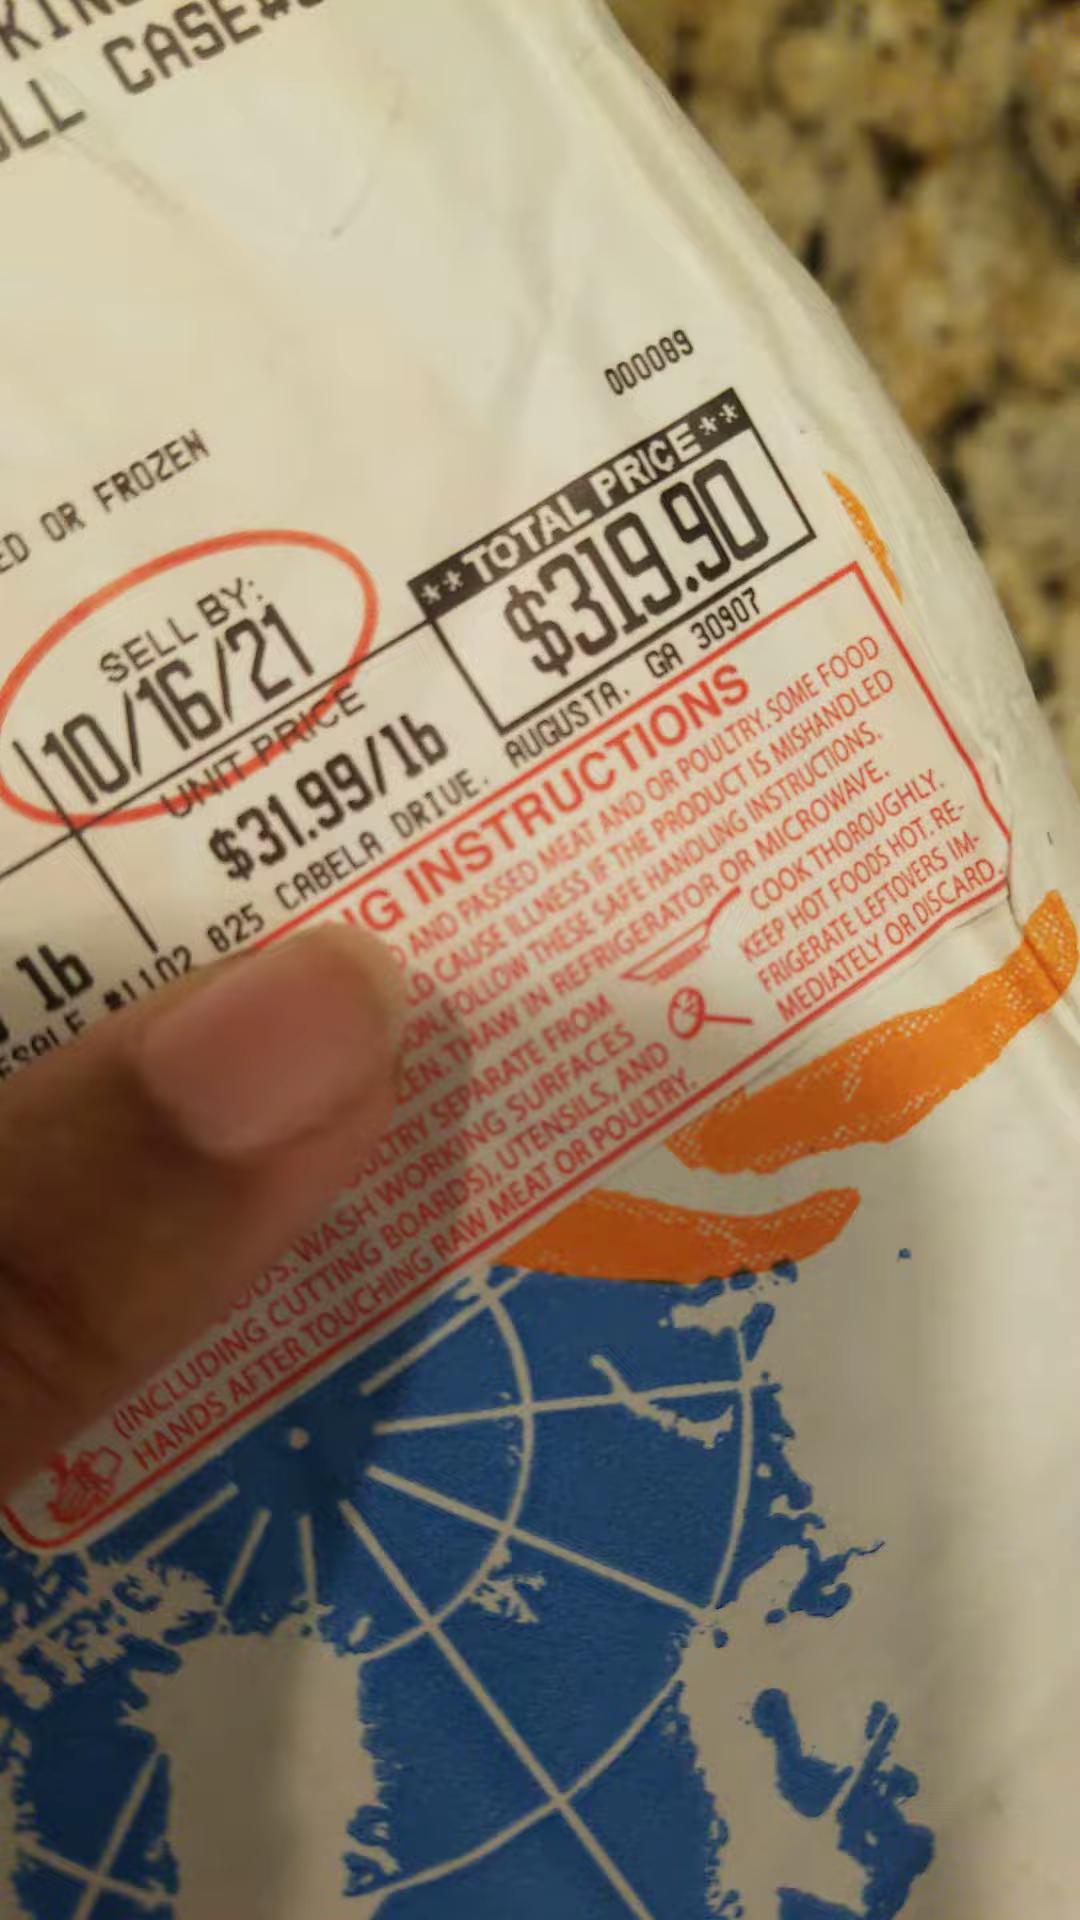 CASE
000089
OR FROZEN
**TOTAL PRICE**
$319.90
SELL BY:
10/16/21
UNIT PRICE
$31.99/lb
lb
#1102 825 CABELA DRIVE. AUGUSTA. GA 30907
INSTRUCTIONS
AND PASSED MEAT AND OR POULTRY. SOME FOOD
CAUSE ILLNESS IF THE PRODUCT IS MISHANDLED
FOLLOW THESE SAFE HANDLING INSTRUCTIONS.
THAW IN REFRIGERATOR OR MICROWAVE.
SEPARATE FROM
WASH WORKING SURFACES
(INCLUDING CUTTING BOARDS), UTENSILS, AND
HANDS AFTER TOUCHING RAW MEAT OR POULTRY.
COOK THOROUGHLY.
KEEP HOT FOODS HOT. RE-
FRIGERATE LEFTOVERS IM-
MEDIATELY OR DISCARD.